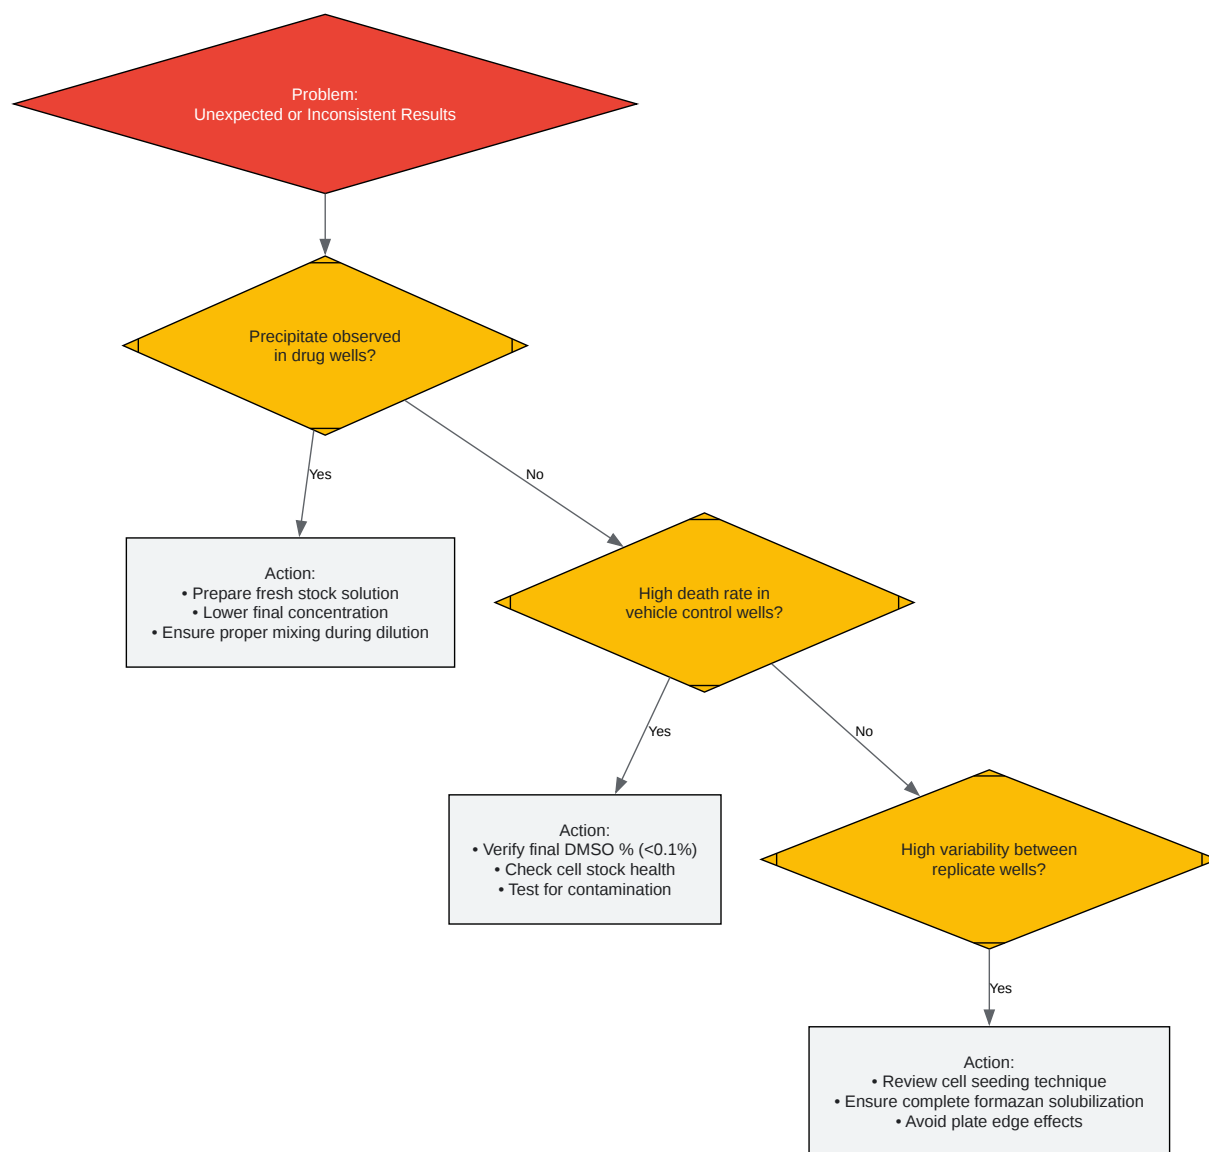 Problem:
Unexpected or Inconsistent Results
Precipitate observed
in drug wells?
Yes
No
Action:
• Prepare fresh stock solution
• Lower final concentration
• Ensure proper mixing during dilution
High death rate in
vehicle control wells?
Yes
No
Action:
• Verify final DMSO % (<0.1%)
• Check cell stock health
• Test for contamination
High variability between
replicate wells?
Yes
Action:
• Review cell seeding technique
• Ensure complete formazan solubilization
• Avoid plate edge effects